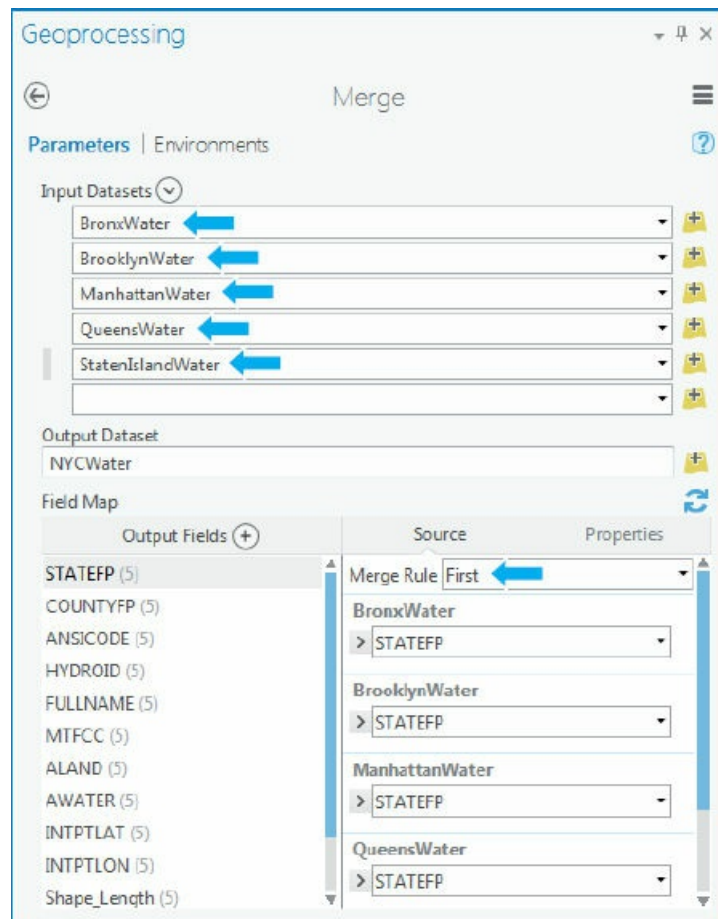 Geoprocessing
Merge
Parameters | Environments
Input Datasets
BronxWater
BrooklynWater
ManhattanWater
QueensWater
StatenIslandWater
Output Dataset
NYCWater
Field Map
Output Fields
Source
Properties
STATEFP (5)
COUNTYFP (5)
ANSICODE (5)
HYDROID (5)
FULLNAME (5)
MTFCC (5)
ALAND (5)
AWATER (5)
INTPTLAT (5)
INTPTLON (5)
Shape_Length (5)
Merge Rule First
BronxWater
STATEFP
BrooklynWater
STATEFP
ManhattanWater
STATEFP
QueensWater
STATEFP